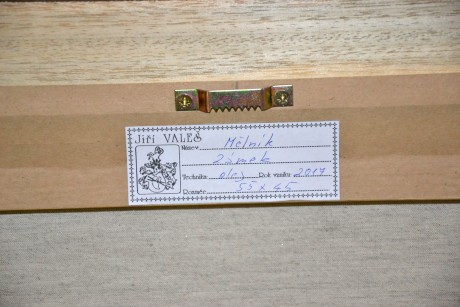 Jiří VALEŠ
Název Mělník
Zámek
Technika olej Rok vzniku 2017
Rozměr 55 x 45